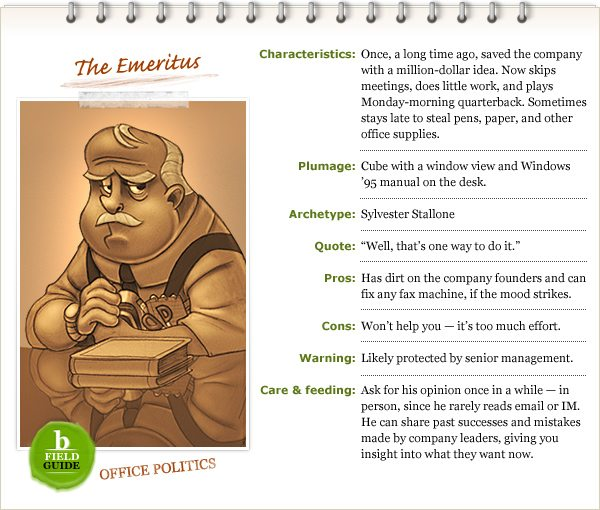 The Emeritus
Characteristics: Once, a long time ago, saved the company
with a million-dollar idea. Now skips
meetings, does little work, and plays
Monday-morning quarterback. Sometimes
stays late to steal pens, paper, and other
office supplies.
Plumage: Cube with a window view and Windows
’95 manual on the desk.
Archetype: Sylvester Stallone
Quote: “Well, that’s one way to do it.”
Pros: Has dirt on the company founders and can
fix any fax machine, if the mood strikes.
Cons: Won’t help you — it’s too much effort.
Warning: Likely protected by senior management.
Care & feeding: Ask for his opinion once in a while — in
person, since he rarely reads email or IM.
He can share past successes and mistakes
made by company leaders, giving you
insight into what they want now.
b
FIELD
GUIDE
OFFICE POLITICS